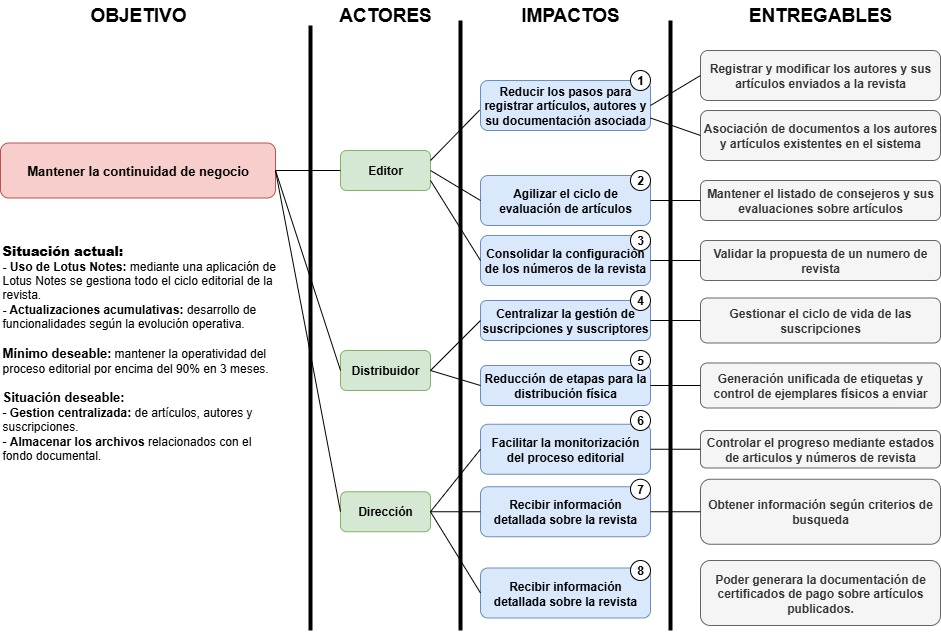 OBJETIVO
ACTORES
IMPACTOS
ENTREGABLES
Mantener la continuidad de negocio
Situación actual:
- Uso de Lotus Notes: mediante una aplicación de
Lotus Notes se gestiona todo el ciclo editorial de la
revista.
- Actualizaciones acumulativas: desarrollo de
funcionalidades según la evolución operativa.
Mínimo deseable: mantener la operatividad del
proceso editorial por encima del 90% en 3 meses.
Situación deseable:
- Gestion centralizada: de artículos, autores y
suscripciones.
- Almacenar los archivos relacionados con el
fondo documental.
Editor
Distribuidor
Dirección
1
Reducir los pasos para
registrar artículos, autores y
su documentación asociada
2
Agilizar el ciclo de
evaluación de artículos
3
Consolidar la configuración
de los números de la revista
4
Centralizar la gestión de
suscripciones y suscriptores
5
Reducción de etapas para la
distribución física
6
Facilitar la monitorización
del proceso editorial
7
Recibir información
detallada sobre la revista
8
Recibir información
detallada sobre la revista
Registrar y modificar los autores y sus
artículos enviados a la revista
Asociación de documentos a los autores
y artículos existentes en el sistema
Mantener el listado de consejeros y sus
evaluaciones sobre artículos
Validar la propuesta de un numero de
revista
Gestionar el ciclo de vida de las
suscripciones
Generación unificada de etiquetas y
control de ejemplares físicos a enviar
Controlar el progreso mediante estados
de articulos y números de revista
Obtener información según criterios de
busqueda
Poder generara la documentación de
certificados de pago sobre artículos
publicados.